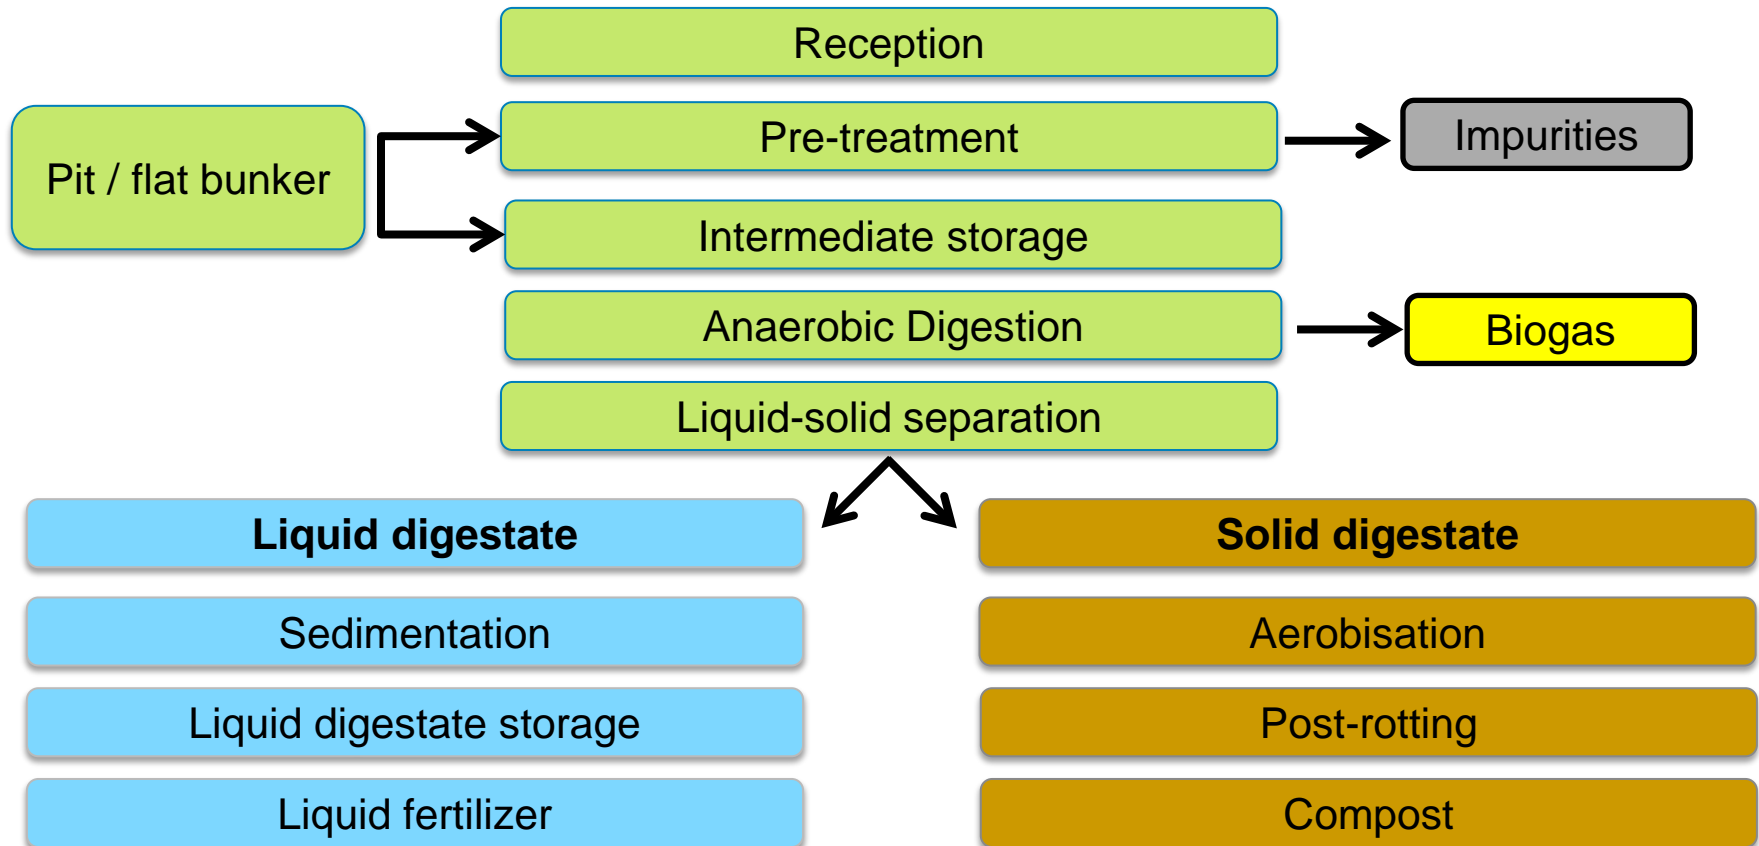 Reception
Pit / flat bunker
Pre-treatment
Impurities
Intermediate storage
Anaerobic Digestion
Biogas
Liquid-solid separation
Liquid digestate
Sedimentation
Liquid digestate storage
Liquid fertilizer
Solid digestate
Aerobisation
Post-rotting
Compost